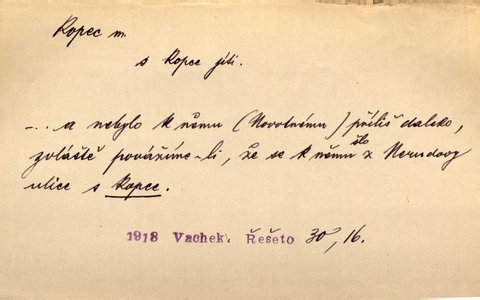 Kopec m.
s kopce jíti.
–... a nebylo k němu (Novotnému) příliš daleko,
zvláště povážíme-li, že se k němu šlo z Nerudovy
ulice s kopce.
1918 Vachek. Řešeto 30, 16.